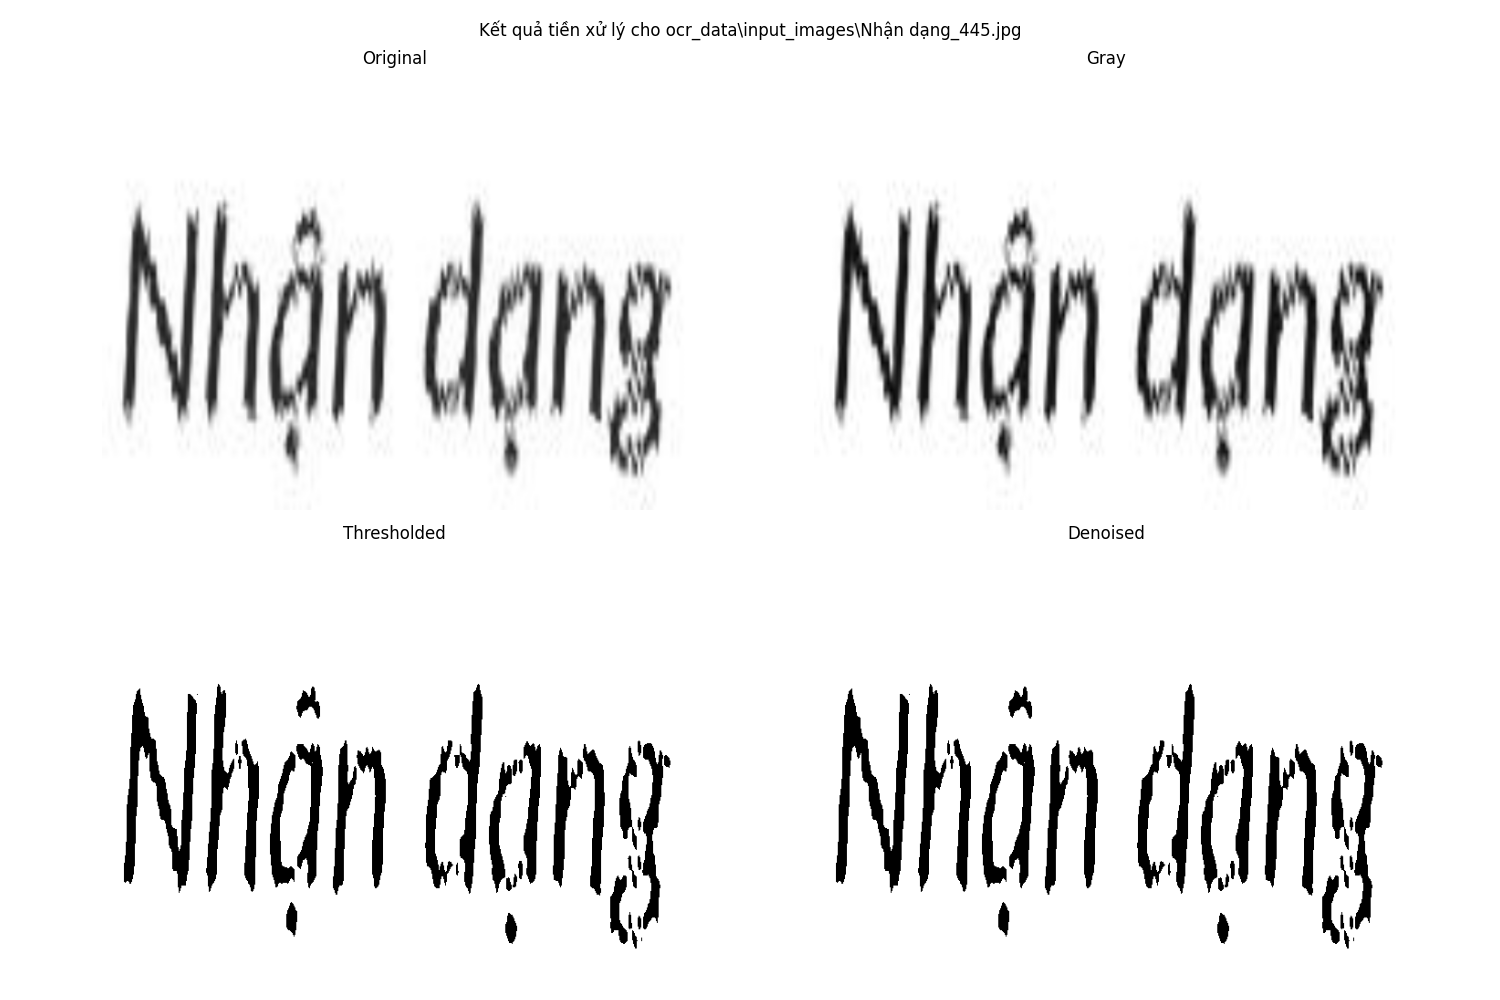 Kết quả tiền xử lý cho ocr_data\input_images\Nhận dạng_445.jpg
Original
Gray
Nhận dạng
Nhận dạng
Thresholded
Denoised
Nhận dạng
Nhận dạng